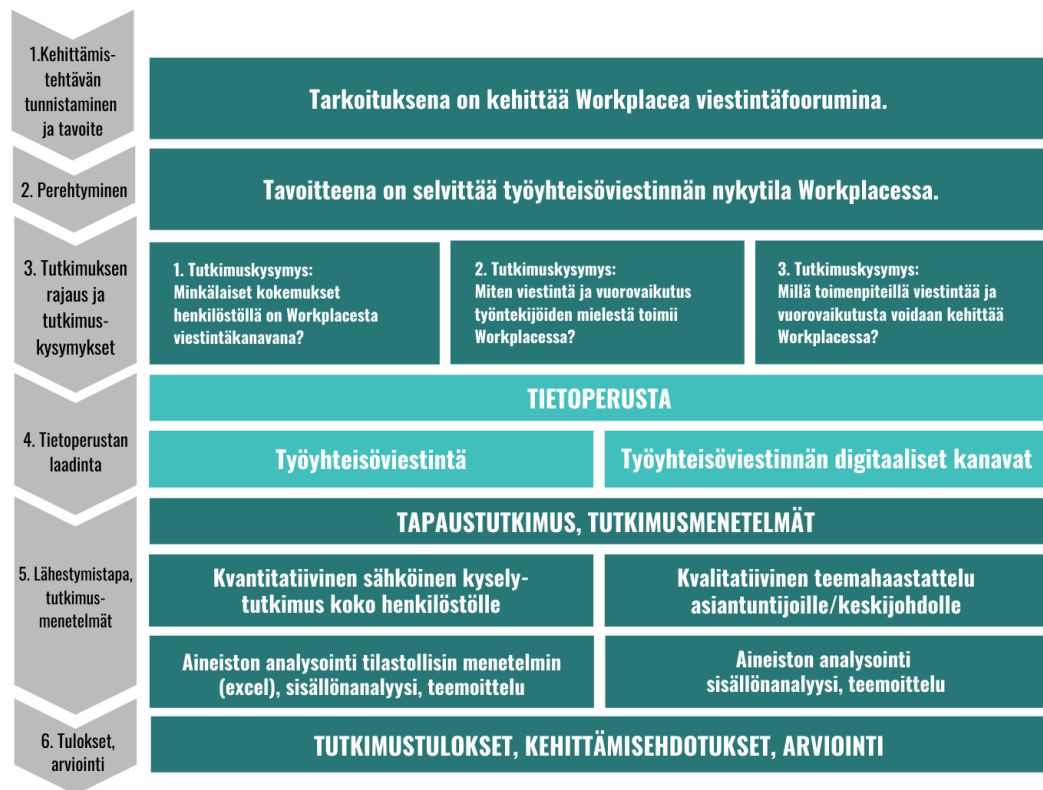 1.Kehittämis-
tehtävän
tunnistaminen
ja tavoite
Tarkoituksena on kehittää Workplacea viestintäfoorumina.
2. Perehtyminen
Tavoitteena on selvittää työyhteisöviestinnän nykytila Workplacessa.
3. Tutkimuksen
rajaus ja
tutkimus-
kysymykset
1. Tutkimuskysymys:
Minkälaiset kokemukset
henkilöstöllä on Workplacesta
viestintäkanavana?
2. Tutkimuskysymys:
Miten viestintä ja vuorovaikutus
työntekijöiden mielestä toimii
Workplacessa?
3. Tutkimuskysymys:
Millä toimenpiteillä viestintää ja
vuorovaikutusta voidaan kehittää
Workplacessa?
4. Tietoperustan
laadinta
TIETOPERUSTA
Työyhteisöviestintä
Työyhteisöviestinnän digitaaliset kanavat
5. Lähestymistapa,
tutkimus-
menetelmät
TAPAUSTUTKIMUS, TUTKIMUSMENETELMÄT
Kvantitatiivinen sähköinen kysely-
tutkimus koko henkilöstölle
Kvalitatiivinen teemahaastattelu
asiantuntijoille/keskijohdolle
Aineiston analysointi tilastollisin menetelmin
(excel), sisällönanalyysi, teemoittelu
Aineiston analysointi
sisällönanalyysi, teemoittelu
6. Tulokset,
arviointi
TUTKIMUSTULOKSET, KEHITTÄMISEHDOTUKSET, ARVIOINTI